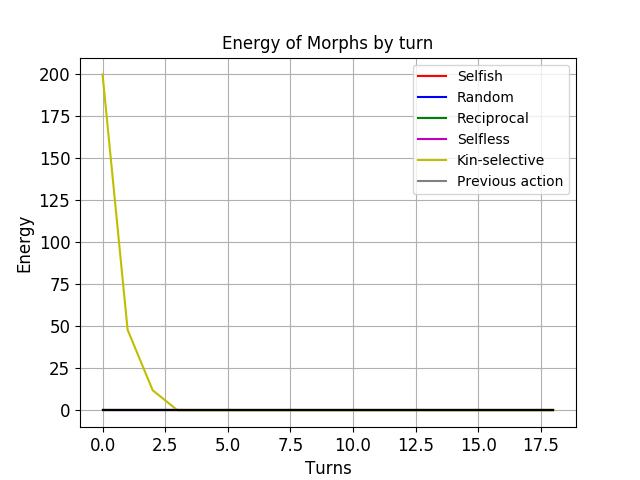 Energy of Morphs by turn
200
175
150
125
100
75
50
25
0
Energy
Selfish
Random
Reciprocal
Selfless
Kin-selective
Previous action
0.0 2.5 5.0 7.5 10.0 12.5 15.0 17.5
Turns